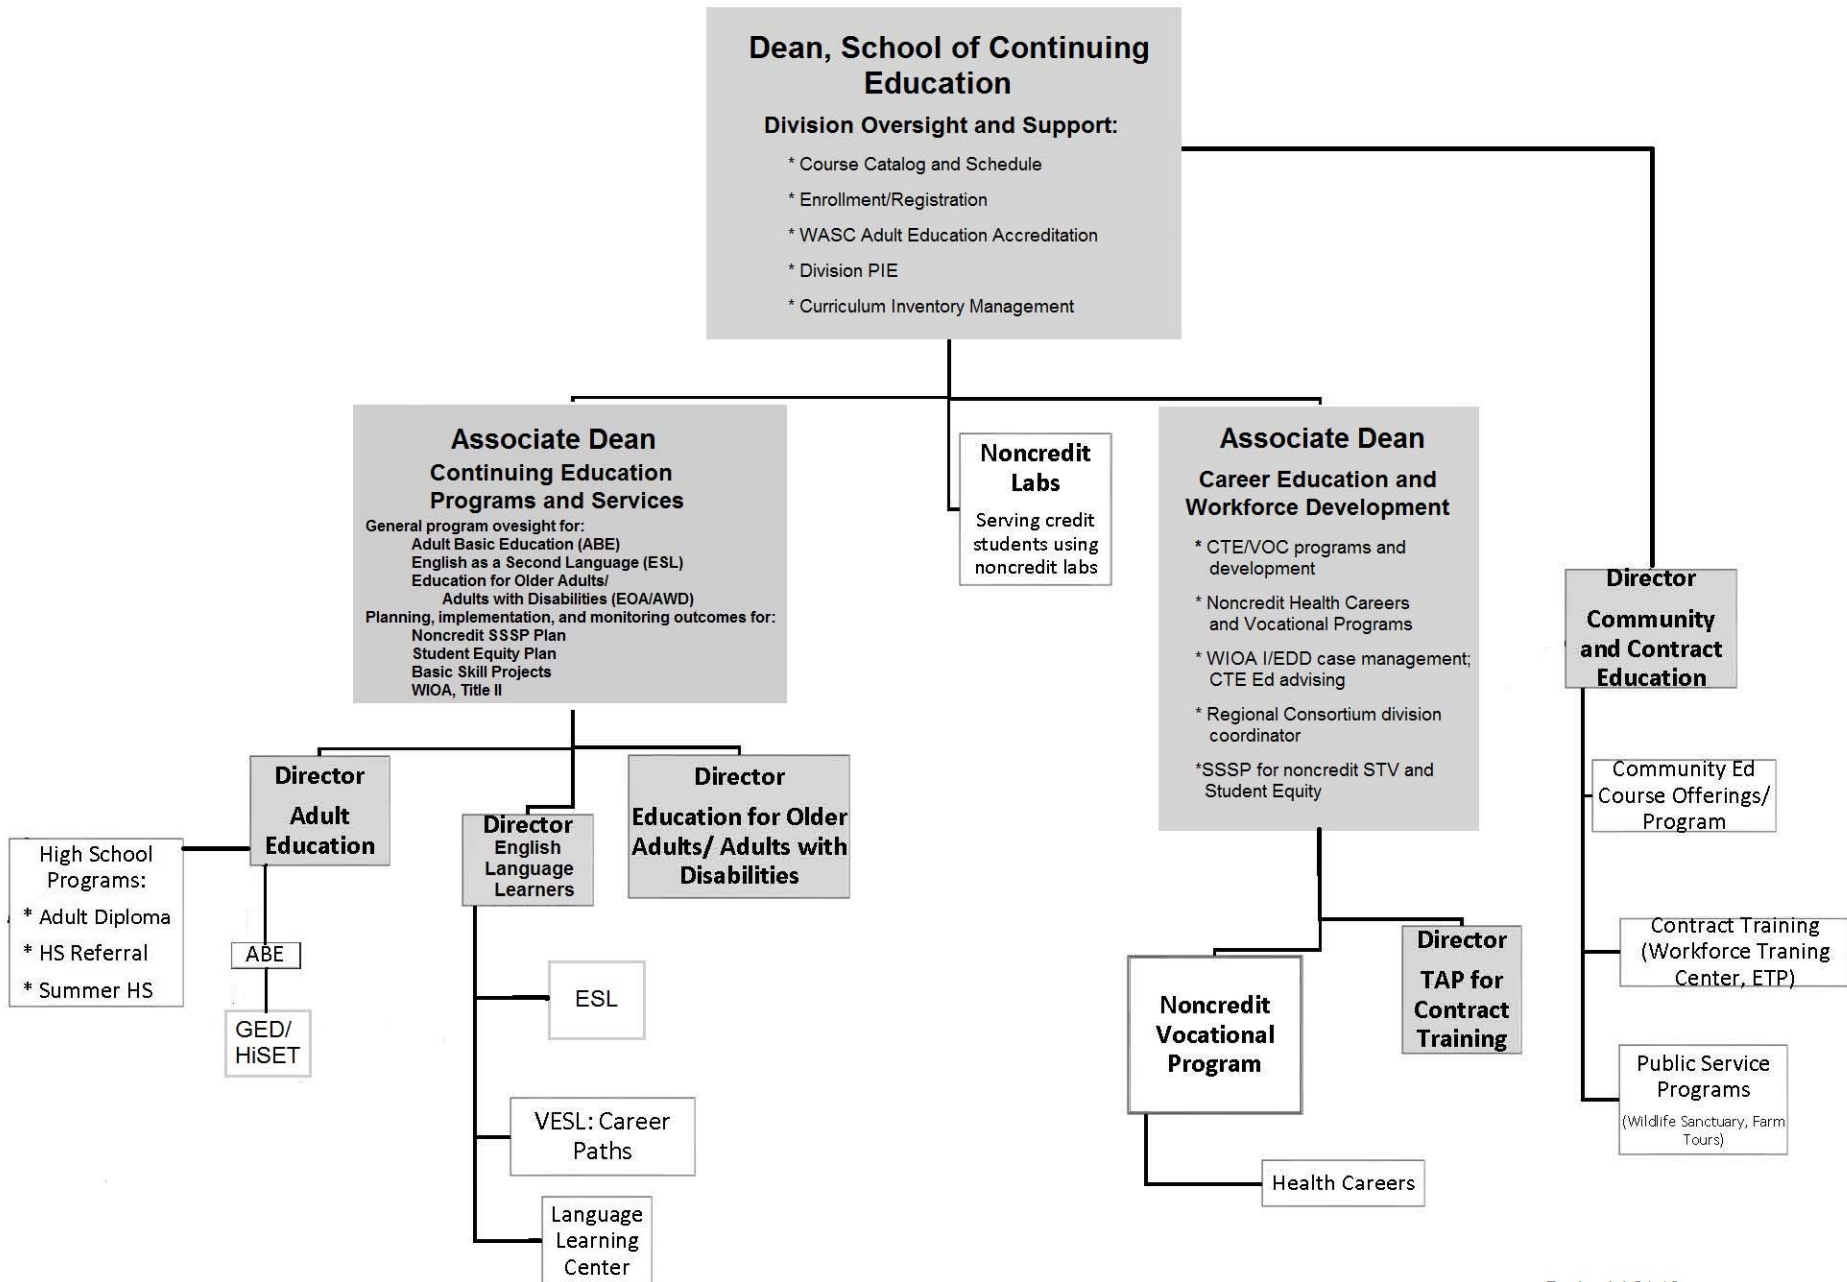 Dean, School of Continuing
Education
Division Oversight and Support:
* Course Catalog and Schedule
* Enrollment/Registration
* WASC Adult Education Accreditation
* Division PIE
* Curriculum Inventory Management
Associate Dean
Continuing Education
Programs and Services
General program ovesight for:
Adult Basic Education (ABE)
English as a Second Language (ESL)
Education for Older Adults/
Adults with Disabilities (EOA/AWD)
Planning, implementation, and monitoring outcomes for:
Noncredit SSSP Plan
Student Equity Plan
Basic Skill Projects
WIOA, Title II
Noncredit
Labs
Serving credit
students using
noncredit labs
Associate Dean
Career Education and
Workforce Development
* CTE/VOC programs and
development
* Noncredit Health Careers
and Vocational Programs
* WIOA I/EDD case management;
CTE Ed advising
* Regional Consortium division
coordinator
*SSSP for noncredit STV and
Student Equity
Director
Community
and Contract
Education
Director
Adult
Education
Director
English
Language
Learners
Director
Education for Older
Adults/ Adults with
Disabilities
High School
Programs:
* Adult Diploma
* HS Referral
* Summer HS
ABE
GED/
HiSET
ESL
VESL: Career
Paths
Language
Learning
Center
Noncredit
Vocational
Program
Director
TAP for
Contract
Training
Health Careers
Community Ed
Course Offerings/
Program
Contract Training
(Workforce Traning
Center, ETP)
Public Service
Programs
(Wildlife Sanctuary, Farm
Tours)